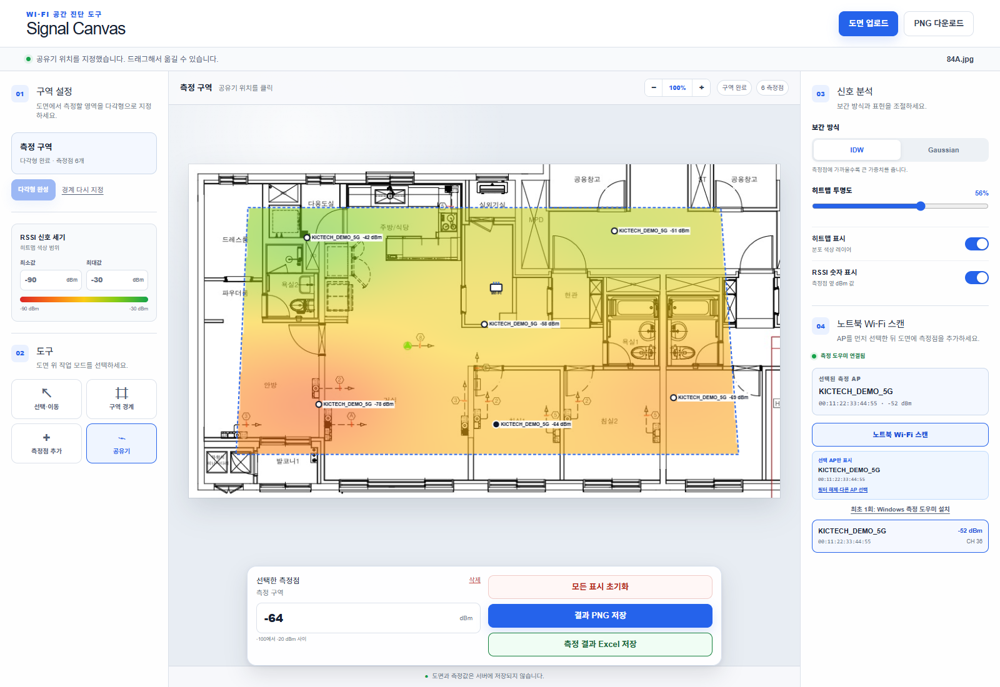 WI-FI 공간 진단 도구
Signal Canvas
도면 업로드
PNG 다운로드
공유기 위치를 지정했습니다. 드래그해서 옮길 수 있습니다.
84A.jpg
01
구역 설정
도면에서 측정할 영역을 다각형으로 지정
하세요.
측정 구역
다각형 완료 · 측정점 6개
다각형 완성
경계 다시 지정
RSSI 신호 세기
히트맵 색상 범위
최소값
최대값
-90
dBm
-30
dBm
-90 dBm
-30 dBm
02
도구
도면 위 작업 모드를 선택하세요.
선택·이동
구역 경계
측정점 추가
공유기
측정 구역
공유기 위치를 클릭
−
100%
+
구역 완료
6 측정점
공용창고
ST
공용창고
다용도실
실외기실
주방/식당
MPD
드레스룸
KICTECH_DEMO_5G -42 dBm
KICTECH_DEMO_5G -51 dBm
욕실2
파우더룸
Wi-Fi
현관
KICTECH_DEMO_5G -58 dBm
욕실1
8
안방
2
거실
KICTECH_DEMO_5G -78 dBm
3
2
2
KICTECH_DEMO_5G -69 dBm
3
A
5
5
KICTECH_DEMO_5G -64 dBm
침실2
발코니1
선택한 측정점
삭제
측정 구역
-64
dBm
-100에서 -20 dBm 사이
모든 표시 초기화
결과 PNG 저장
측정 결과 Excel 저장
도면과 측정값은 서버에 저장되지 않습니다.
03
신호 분석
보간 방식과 표현을 조절하세요.
보간 방식
IDW
Gaussian
측정점에 가까울수록 큰 가중치를 줍니다.
히트맵 투명도
56%
히트맵 표시
분포 색상 레이어
RSSI 숫자 표시
측정점 옆 dBm 값
04
노트북 Wi-Fi 스캔
AP를 먼저 선택한 뒤 도면에 측정점을 추가하세요.
측정 도우미 연결됨
선택된 측정 AP
KICTECH_DEMO_5G
00:11:22:33:44:55 · -52 dBm
노트북 Wi-Fi 스캔
선택 AP만 표시
KICTECH_DEMO_5G
00:11:22:33:44:55
필터 해제·다른 AP 선택
최초 1회: Windows 측정 도우미 설치
KICTECH_DEMO_5G
-52 dBm
00:11:22:33:44:55
CH 36